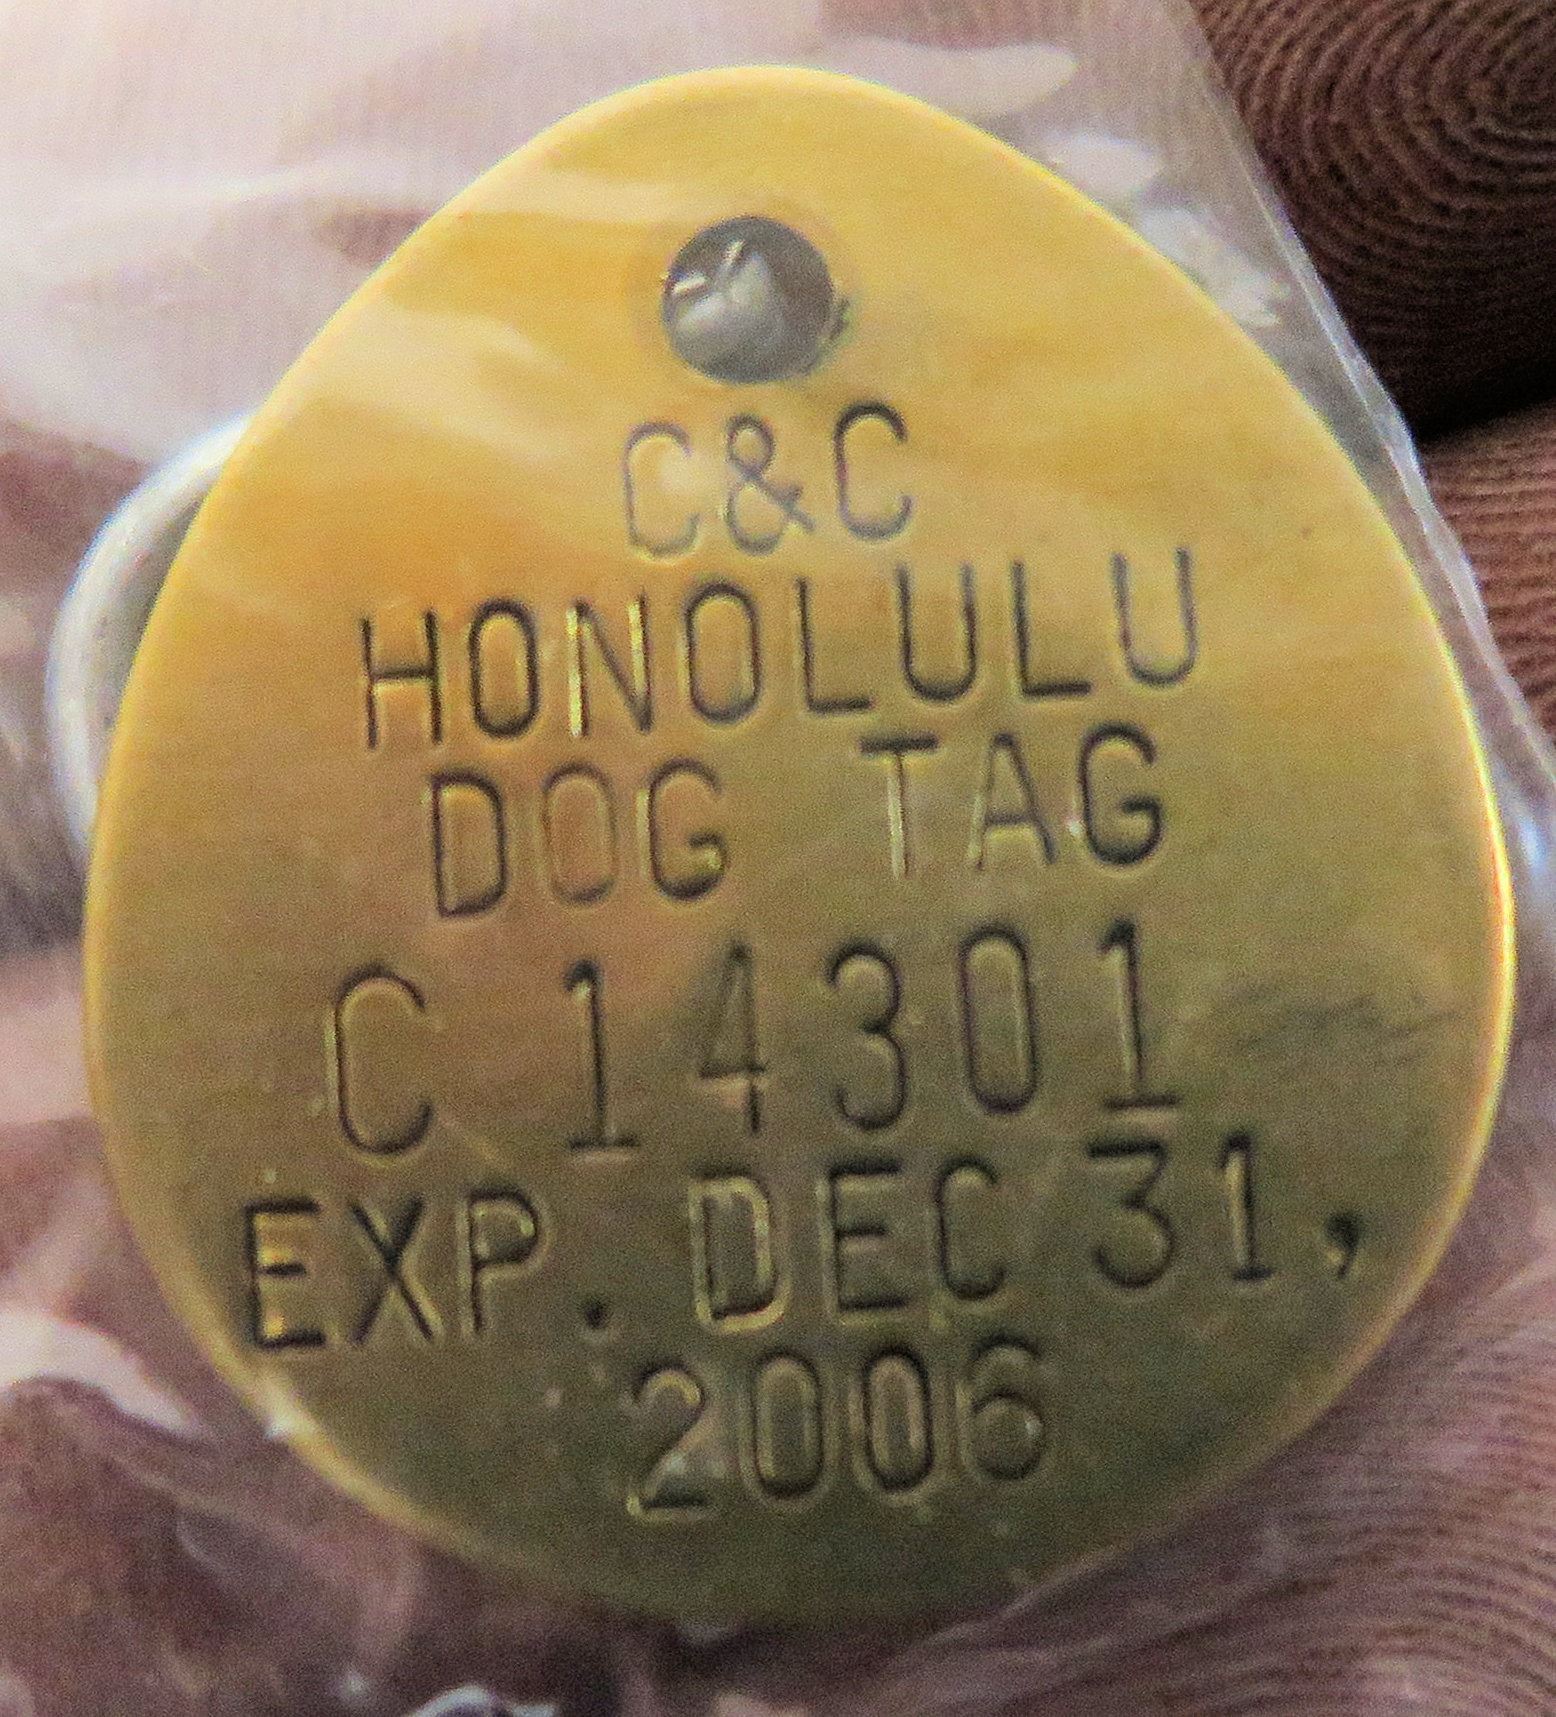 C&C
HONOLULU
DOG TAG
C 14301
EXP. DEC 31,
2006